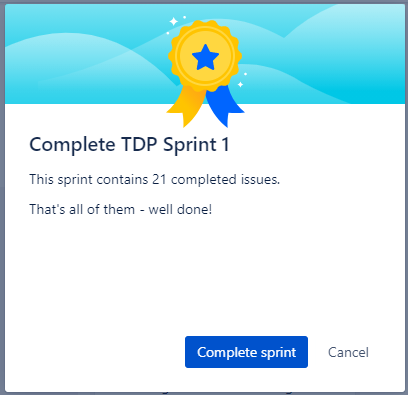 Complete TDP Sprint 1
This sprint contains 21 completed issues.
That's all of them - well done!
Complete sprint
Cancel